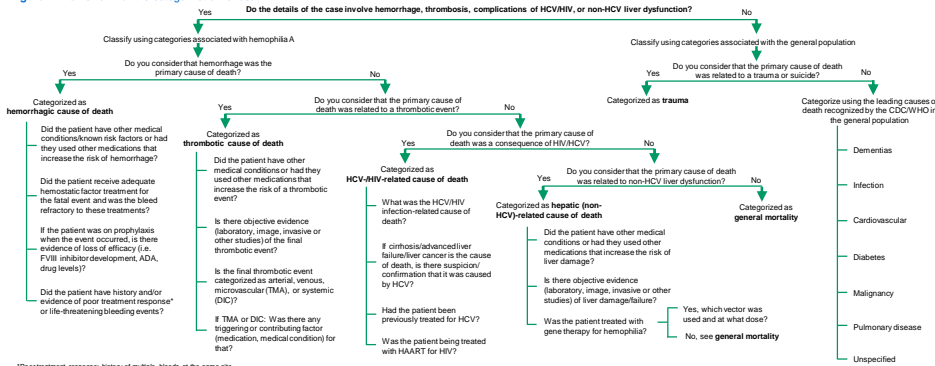 Do the details of the case involve hemorrhage, thrombosis, complications of HCV/HIV, or non-HCV liver dysfunction?
Yes
No
Classify using categories associated with hemophilia A
Classify using categories associated with the general population
Do you consider that hemorrhage was the
primary cause of death?
Do you consider that the primary cause of death
was related to a trauma or suicide?
Yes
No
Yes
No
Categorized as
hemorrhagic cause of death
Do you consider that the primary cause of
death was related to a thrombotic event?
Categorized as trauma
Categorize using the leading causes
death recognized by the CDC/WHO
the general population
Yes
No
Did the patient have other medical
conditions/known risk factors or had
they used other medications that
increase the risk of hemorrhage?
Did the patient receive adequate
hemostatic factor treatment for
the fatal event and was the bleed
refractory to these treatments?
If the patient was on prophylaxis
when the event occurred, is there
evidence of loss of efficacy (i.e.
FVIII inhibitor development, ADA,
drug levels)?
Did the patient have history and/or
evidence of poor treatment response*
or life-threatening bleeding events?
Categorized as
thrombotic cause of death
Did the patient have other
medical conditions or had they
used other medications that
increase the risk of a thrombotic
event?
Is there objective evidence
(laboratory, image, invasive or
other studies) of the final
thrombotic event?
Is the final thrombotic event
categorized as arterial, venous,
microvascular (TMA), or systemic
(DIC)?
If TMA or DIC: Was there any
triggering or contributing factor
(medication, medical condition) for
that?
Do you consider that the primary cause of
death was a consequence of HIV/HCV?
Yes
No
Categorized as
HCV-/HIV-related cause of death
What was the HCV/HIV
infection-related cause of
death?
If cirrhosis/advanced liver
failure/liver cancer is the cause
of death, is there suspicion/
confirmation that it was caused
by HCV?
Had the patient been
previously treated for HCV?
Was the patient being treated
with HAART for HIV?
Do you consider that the primary cause of death
was related to non-HCV liver dysfunction?
Yes
No
Categorized as hepatic (non-
HCV)-related cause of death
Categorized as
general mortality
Did the patient have other medical
conditions or had they used other
medications that increase the risk of
liver damage?
Is there objective evidence
(laboratory, image, invasive or other
studies) of liver damage/failure?
Was the patient treated with
gene therapy for hemophilia?
Yes, which vector was
used and at what dose?
No, see general mortality
Dementias
Infection
Cardiovascular
Diabetes
Malignancy
Pulmonary disease
Unspecified